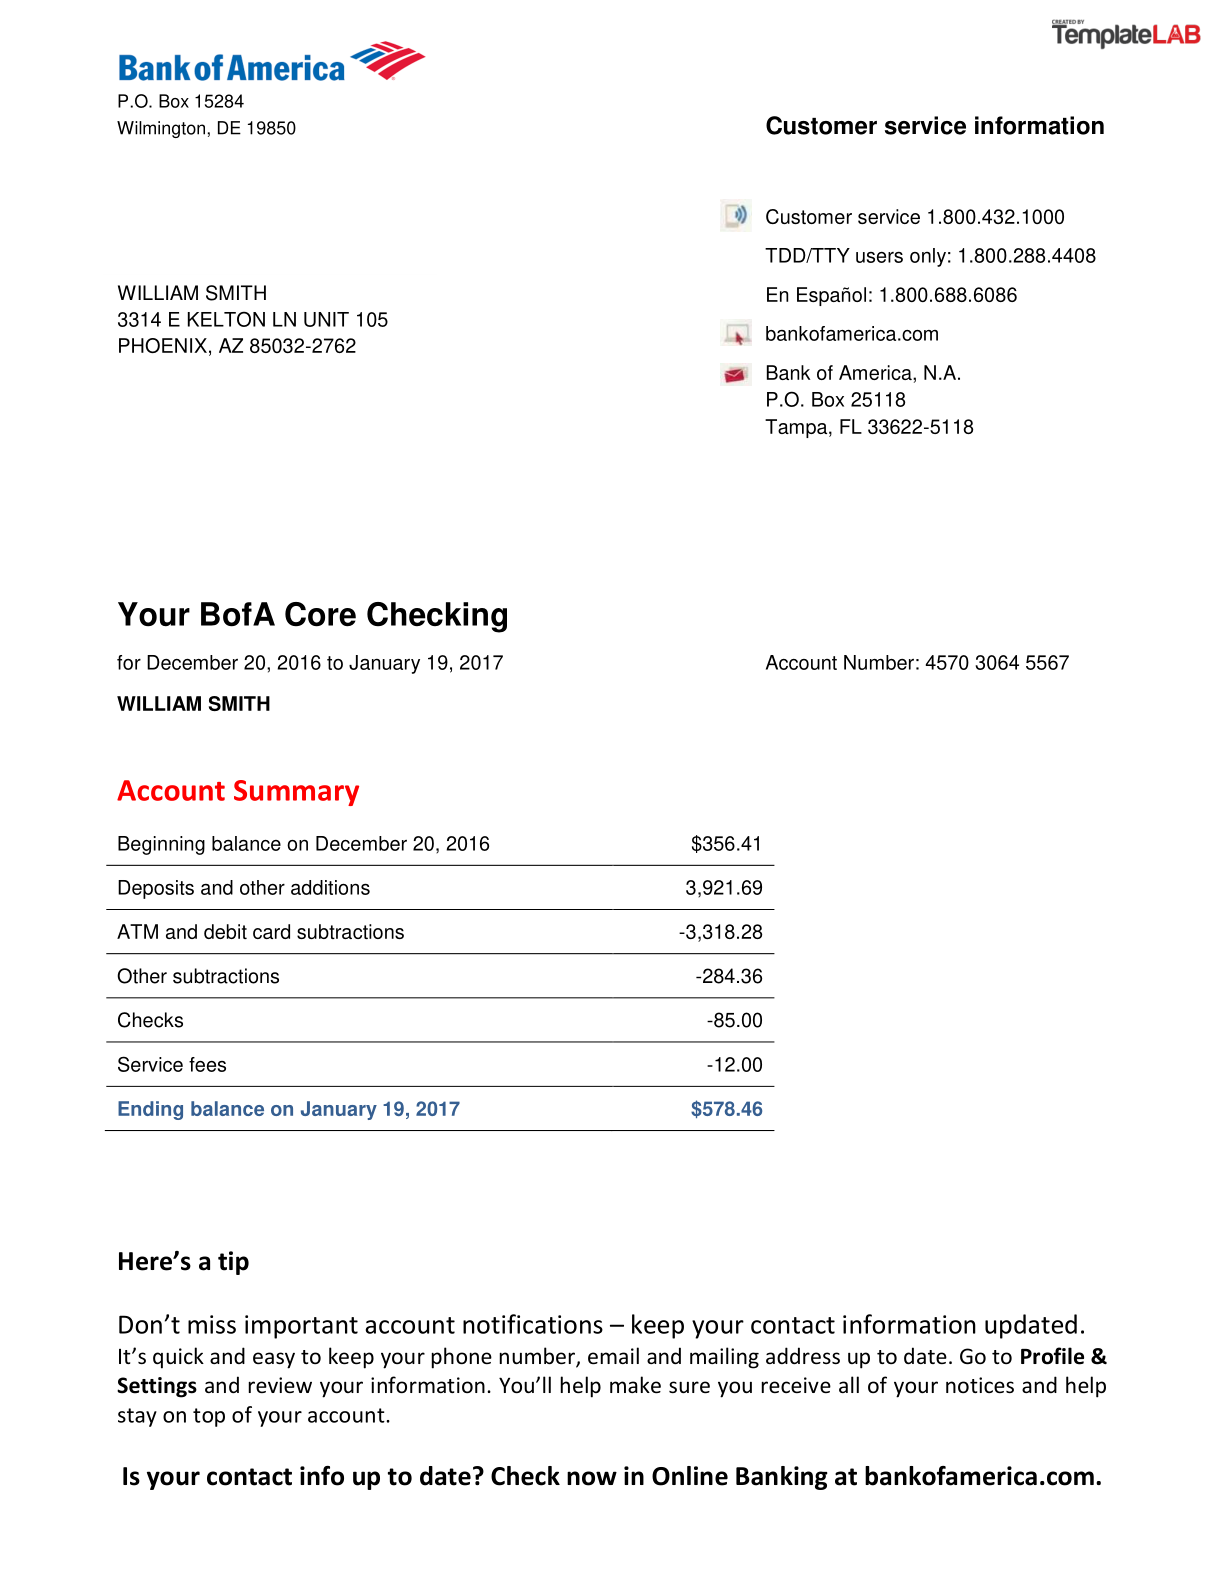 CREATED BY
TemplateLAB
Bank of America
P.O. Box 15284
Wilmington, DE 19850
Customer service information
Customer service 1.800.432.1000
TDD/TTY users only: 1.800.288.4408
En Español: 1.800.688.6086
bankofamerica.com
Bank of America, N.A.
P.O. Box 25118
Tampa, FL 33622-5118
WILLIAM SMITH
3314 E KELTON LN UNIT 105
PHOENIX, AZ 85032-2762
Your BofA Core Checking
for December 20, 2016 to January 19, 2017 Account Number: 4570 3064 5567
WILLIAM SMITH
Account Summary
Beginning balance on December 20, 2016 $356.41
Deposits and other additions 3,921.69
ATM and debit card subtractions -3,318.28
Other subtractions -284.36
Checks -85.00
Service fees -12.00
Ending balance on January 19, 2017 $578.46
Here’s a tip
Don’t miss important account notifications – keep your contact information updated.
It’s quick and easy to keep your phone number, email and mailing address up to date. Go to Profile &
Settings and review your information. You’ll help make sure you receive all of your notices and help
stay on top of your account.
Is your contact info up to date? Check now in Online Banking at bankofamerica.com.